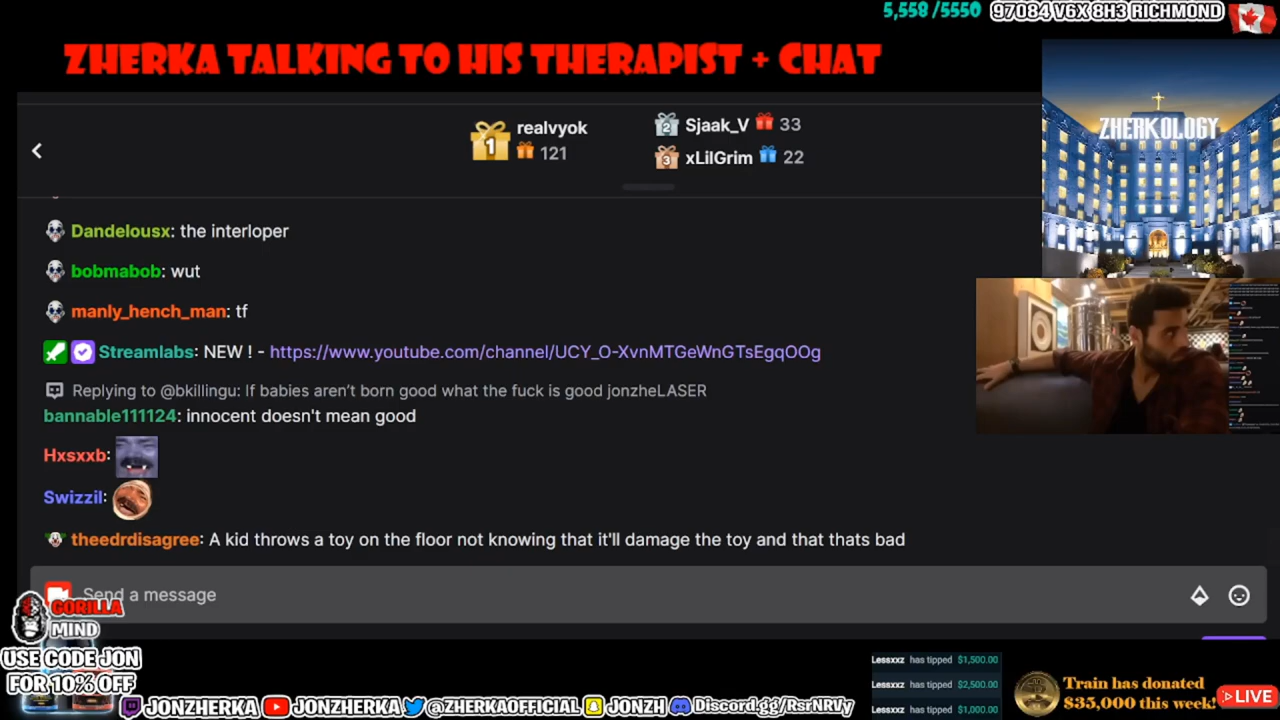 5,558 /5550
97084 V6X 8H3 RICHMOND
ZHERKA TALKING TO HIS THERAPIST + CHAT
ZHERKOLOGY
1
realvyok
121
2
Sjaak_V
33
3
xLilGrim
22
Dandelousx: the interloper
bobmabob: wut
manly_hench_man: tf
Streamlabs: NEW ! - https://www.youtube.com/channel/UCY_O-XvnMTGeWnGTsEgqOOg
Replying to @bkillingu: If babies aren't born good what the fuck is good jonzheLASER
bannable111124: innocent doesn't mean good
Hxsxxb:
Swizzil:
theedrdisagree: A kid throws a toy on the floor not knowing that it'll damage the toy and that thats bad
Send a message
GORILLA
MIND
USE CODE JON
FOR 10% OFF
JONZHERKA
JONZHERKA
@ZHERKAOFFICIAL
JONZH
Discord.gg/RsrNRVy
Lessxxz has tipped $1,500.00
Lessxxz has tipped $2,500.00
Lessxxz has tipped $1,000.00
Train has donated
$35,000 this week!
LIVE